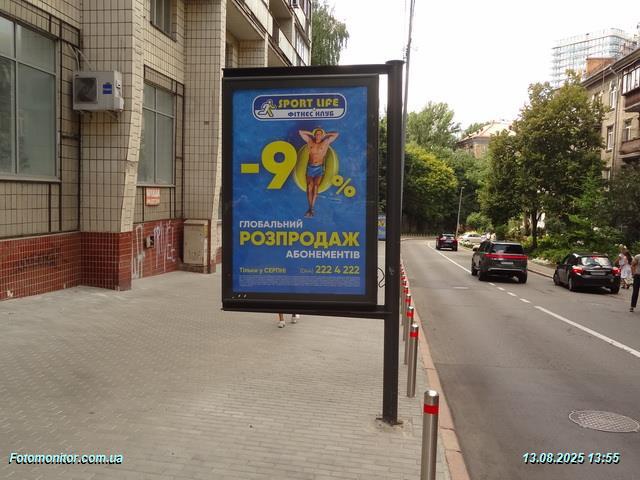 SPORT LIFE
ФІТНЕС КЛУБ
-90%
ГЛОБАЛЬНИЙ
РОЗПРОДАЖ
АБОНЕМЕНТІВ
Тільки у СЕРПНІ (044) 222 4 222
Fotomonitor.com.ua
13.08.2025 13:55